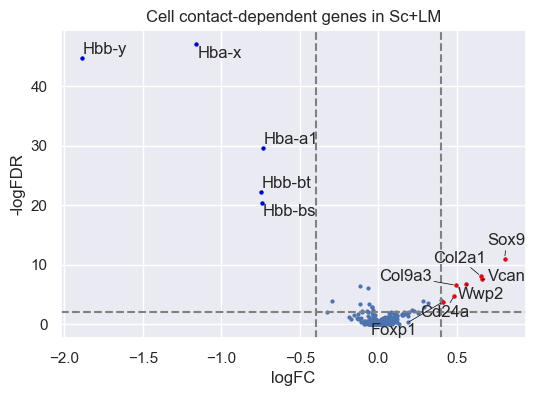 Cell contact-dependent genes in Sc+LM
Hbb-y
Hba-x
Hba-a1
Hbb-bt
Hbb-bs
Sox9
Col2a1
Col9a3
Vcan
Wwp2
Cd24a
Foxp1
-logFDR
40
30
20
10
0
−2.0 −1.5 −1.0 −0.5 0.0 0.5
logFC